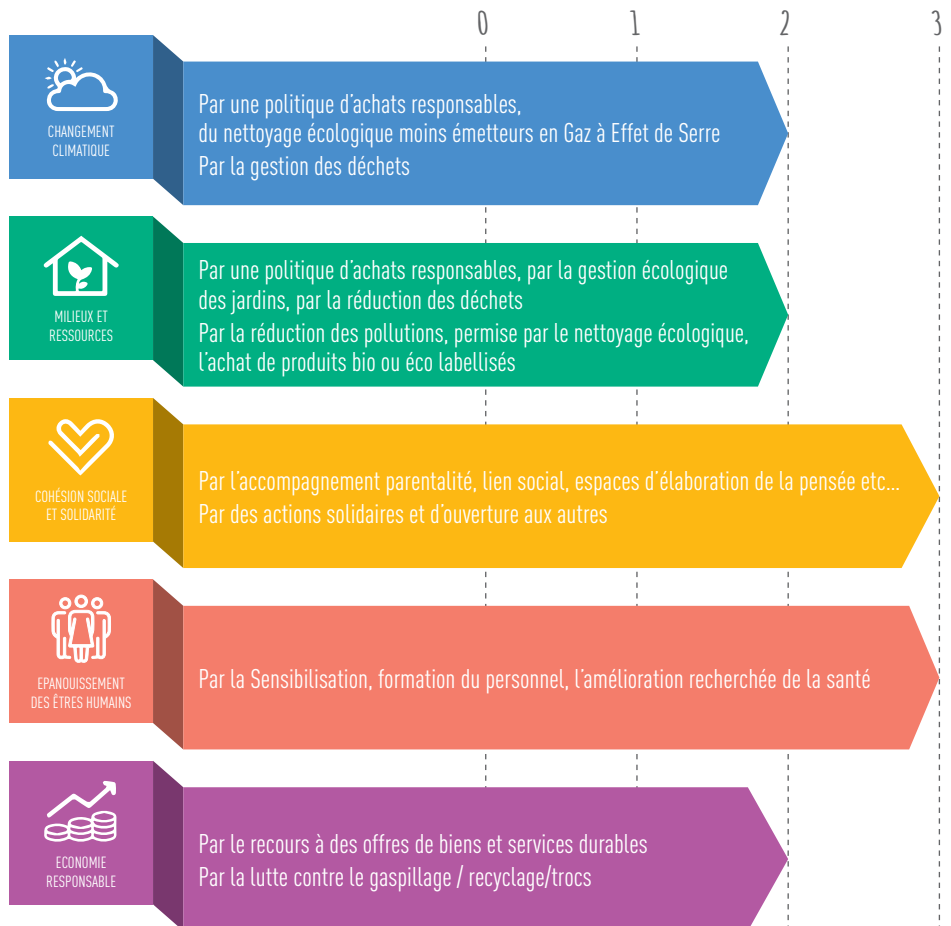 0 1 2 3
CHANGEMENT
CLIMATIQUE
Par une politique d'achats responsables,
du nettoyage écologique moins émetteurs en Gaz à Effet de Serre
Par la gestion des déchets
MILIEUX ET
RESSOURCES
Par une politique d'achats responsables, par la gestion écologique
des jardins, par la réduction des déchets
Par la réduction des pollutions, permise par le nettoyage écologique,
l'achat de produits bio ou éco labellisés
COHÉSION SOCIALE
ET SOLIDARITÉ
Par l'accompagnement parentalité, lien social, espaces d'élaboration de la pensée etc...
Par des actions solidaires et d'ouverture aux autres
EPANOUISSEMENT
DES ÊTRES HUMAINS
Par la Sensibilisation, formation du personnel, l'amélioration recherchée de la santé
ECONOMIE
RESPONSABLE
Par le recours à des offres de biens et services durables
Par la lutte contre le gaspillage / recyclage/trocs